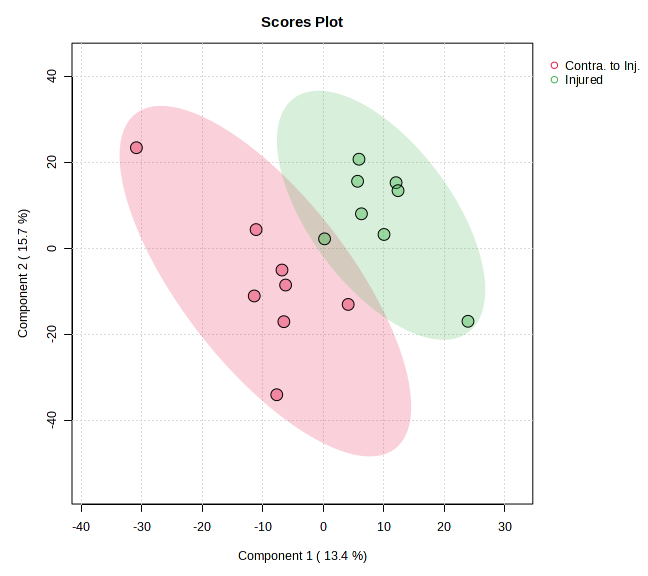 Scores Plot
Contra. to Inj.
Injured
40
20
0
-20
-40
Component 2 ( 15.7 %)
-40 -30 -20 -10 0 10 20 30
Component 1 ( 13.4 %)